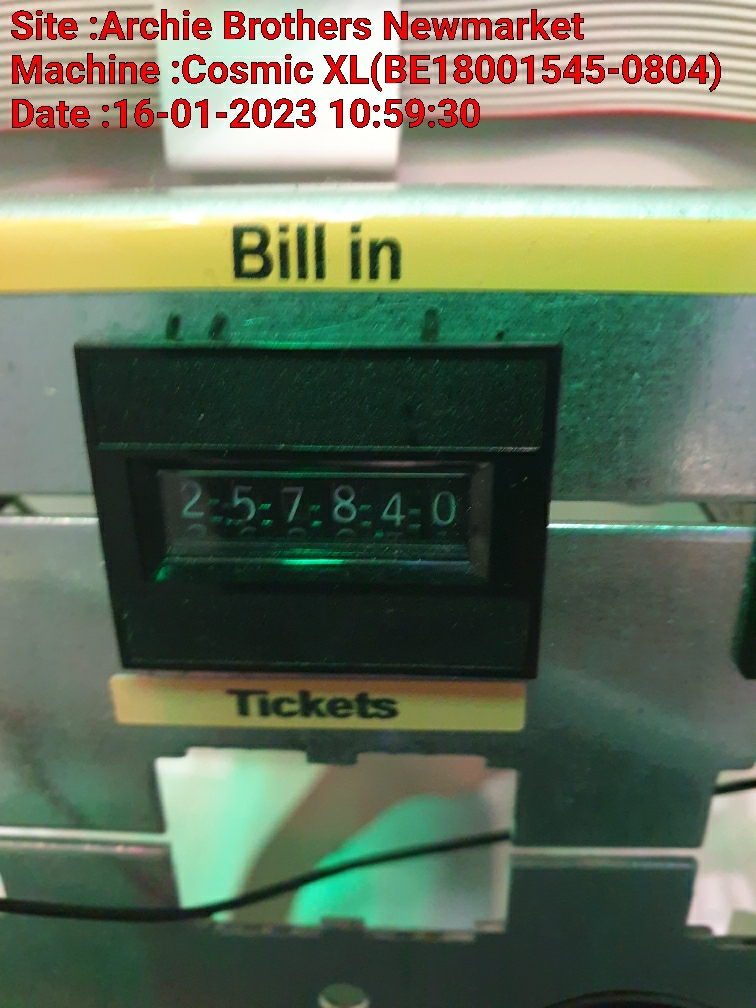 Site :Archie Brothers Newmarket
Machine :Cosmic XL(BE18001545-0804)
Date :16-01-2023 10:59:30
Bill in
257840
Tickets